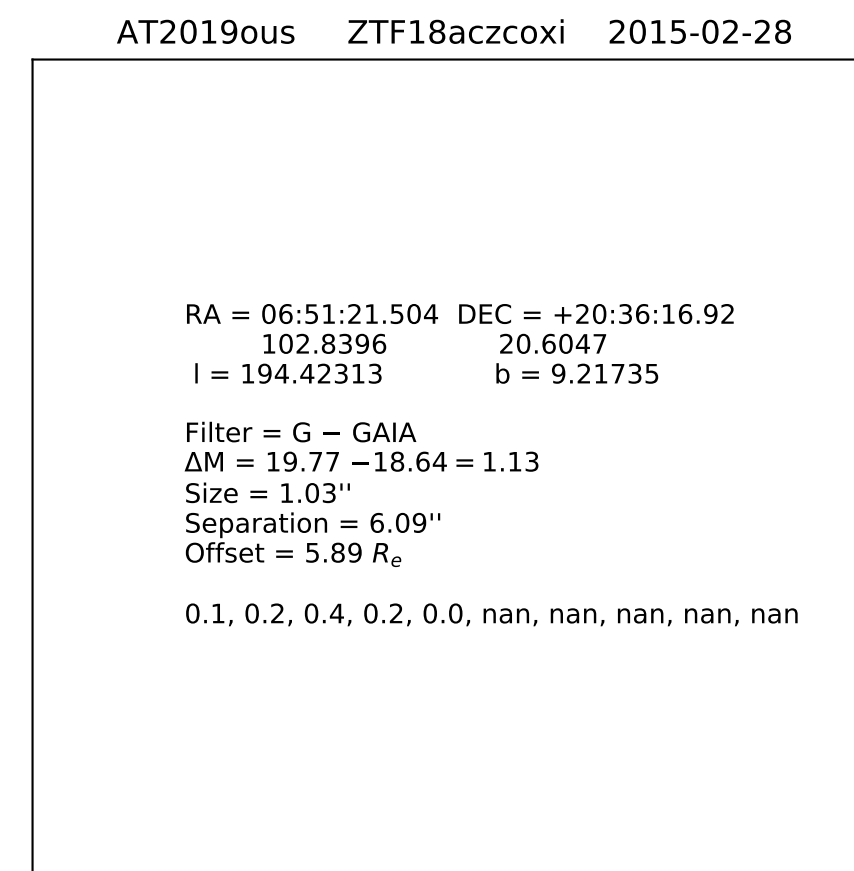 AT2019ous ZTF18aczcoxi 2015-02-28
RA = 06:51:21.504 DEC = +20:36:16.92
102.8396 20.6047
l = 194.42313 b = 9.21735
Filter = G − GAIA
ΔM = 19.77 −18.64 = 1.13
Size = 1.03''
Separation = 6.09''
Offset = 5.89 Rₑ
0.1, 0.2, 0.4, 0.2, 0.0, nan, nan, nan, nan, nan